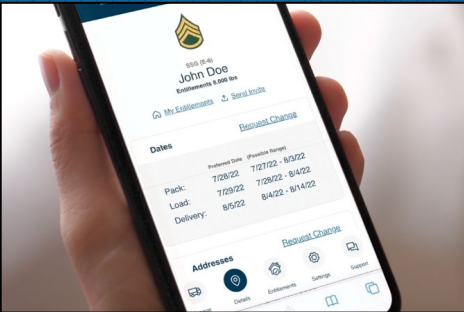 SSG (E-6)
John Doe
Entitlements 8,000 lbs
My Entitlements Send Invite
Dates Request Change
Preferred Date (Possible Range)
Pack: 7/28/22 7/27/22 - 8/3/22
Load: 7/29/22 7/28/22 - 8/4/22
Delivery: 8/5/22 8/4/22 - 8/14/22
Addresses Request Change
Details Entitlements Settings Support